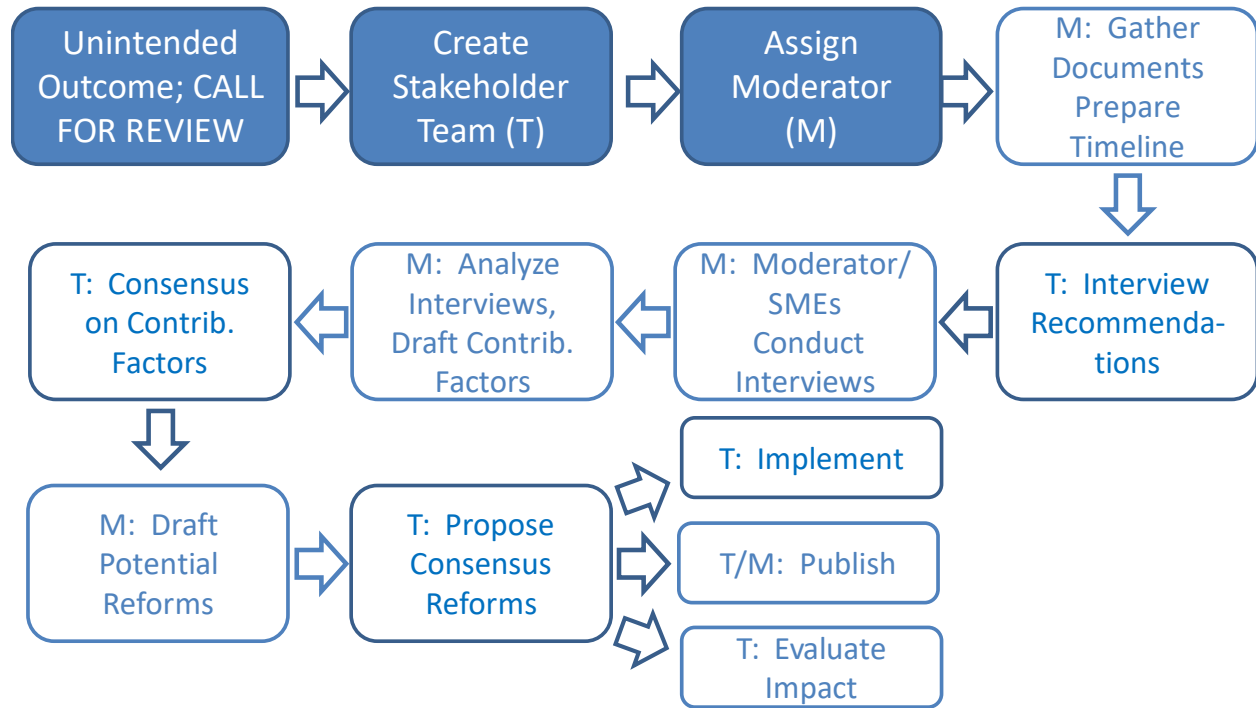 Unintended
Outcome; CALL
FOR REVIEW
Create
Stakeholder
Team (T)
Assign
Moderator
(M)
M:  Gather
Documents
Prepare
Timeline
T:  Interview
Recommenda-
tions
M:  Moderator/
SMEs
Conduct
Interviews
M:  Analyze
Interviews,
Draft Contrib.
Factors
T:  Consensus
on Contrib.
Factors
M:  Draft
Potential
Reforms
T:  Propose
Consensus
Reforms
T:  Implement
T/M:  Publish
T:  Evaluate
Impact